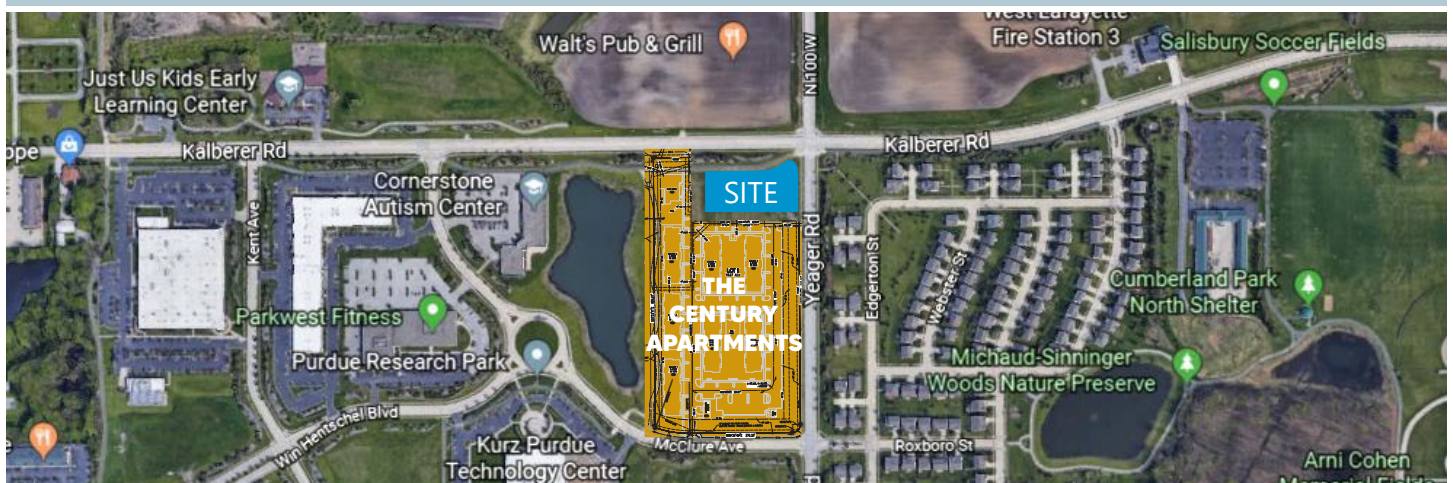 Walt's Pub & Grill
West Lafayette
Fire Station 3
Salisbury Soccer Fields
Just Us Kids Early
Learning Center
N 100 W
ope
Kalberer Rd
Kalberer Rd
Cornerstone
Autism Center
SITE
Kent Ave
Yeager Rd
Edgerton St
Webster St
Cumberland Park
North Shelter
THE
CENTURY
APARTMENTS
Parkwest Fitness
Purdue Research Park
Michaud-Sinninger
Woods Nature Preserve
Win Hentschel Blvd
McClure Ave
Roxboro St
Kurz Purdue
Technology Center
Arni Cohen
Memorial Fields